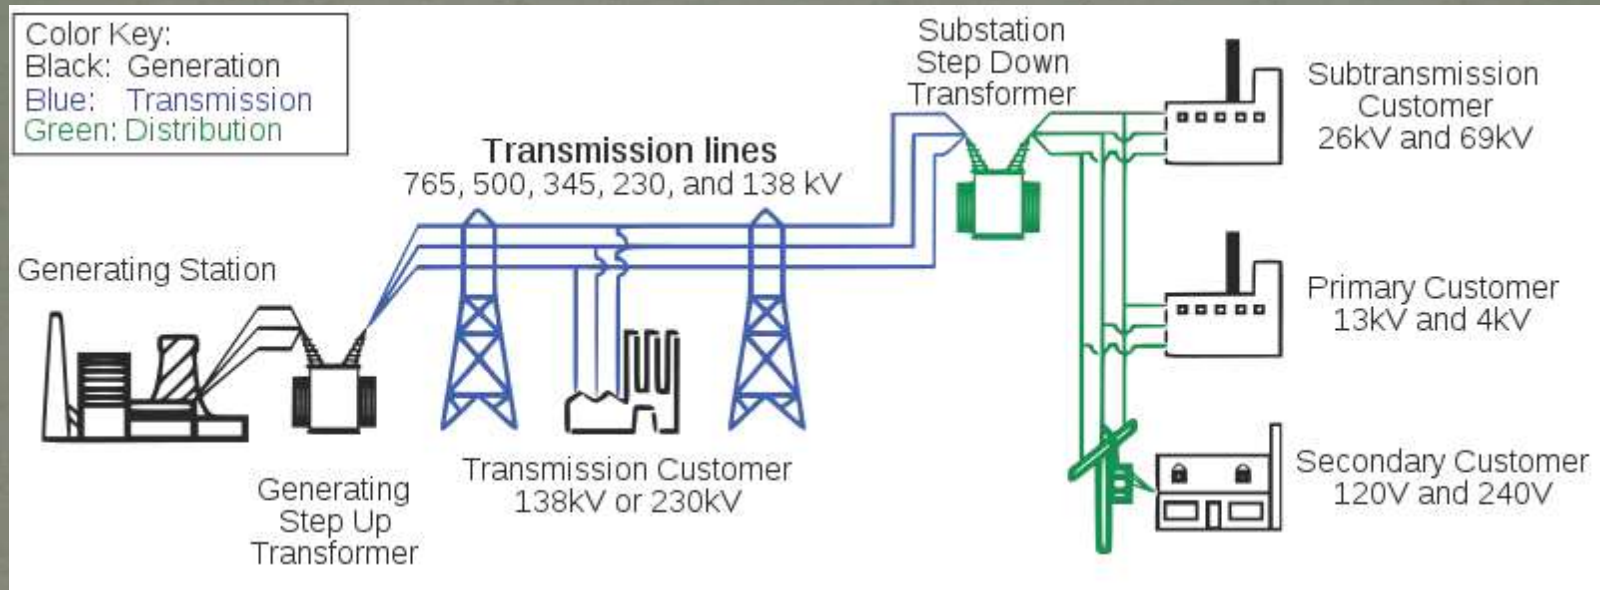 Color Key:
Black: Generation
Blue: Transmission
Green: Distribution
Substation
Step Down
Transformer
Subtransmission
Customer
26kV and 69kV
Transmission lines
765, 500, 345, 230, and 138 kV
Generating Station
Primary Customer
13kV and 4kV
Transmission Customer
138kV or 230kV
Secondary Customer
120V and 240V
Generating
Step Up
Transformer